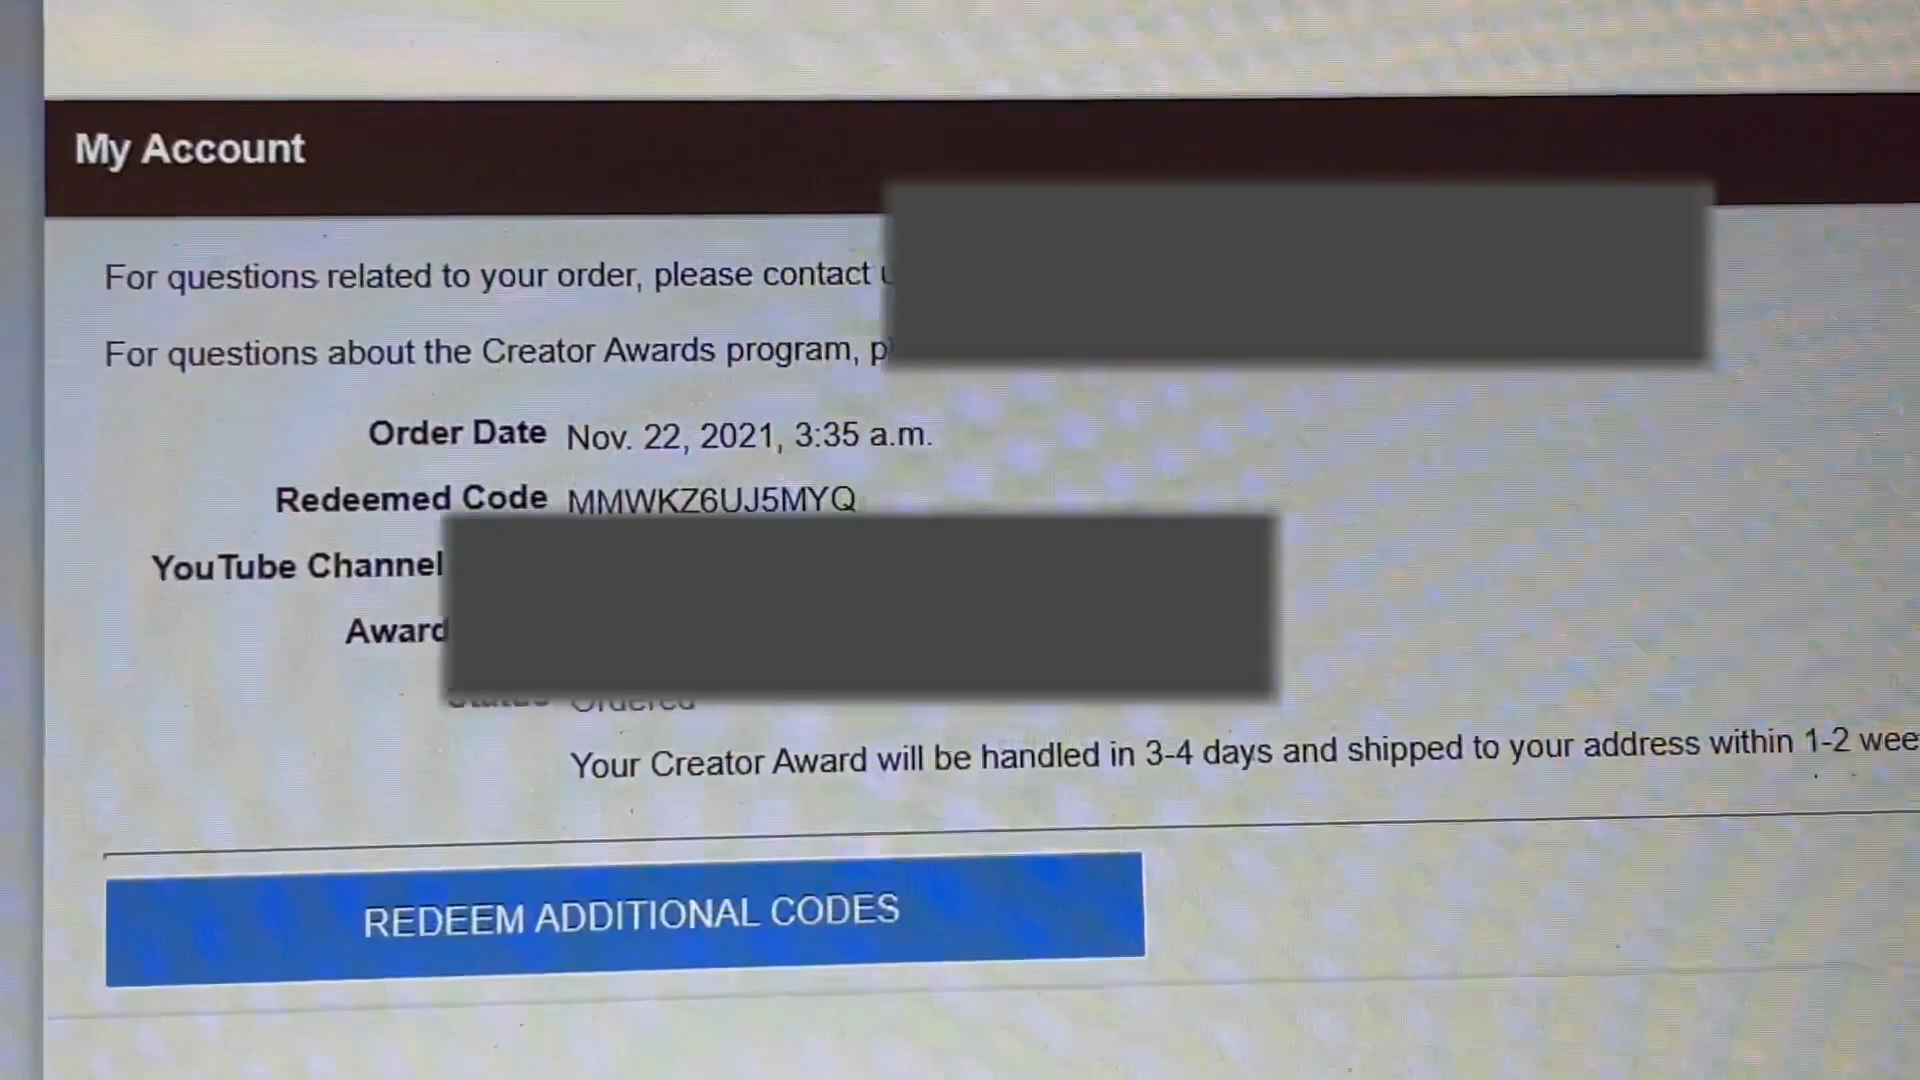 My Account
For questions related to your order, please contact
For questions about the Creator Awards program,
Order Date Nov. 22, 2021, 3:35 a.m.
Redeemed Code MMWKZ6UJ5MYQ
YouTube Channel
Award
Your Creator Award will be handled in 3-4 days and shipped to your address within 1-2
REDEEM ADDITIONAL CODES